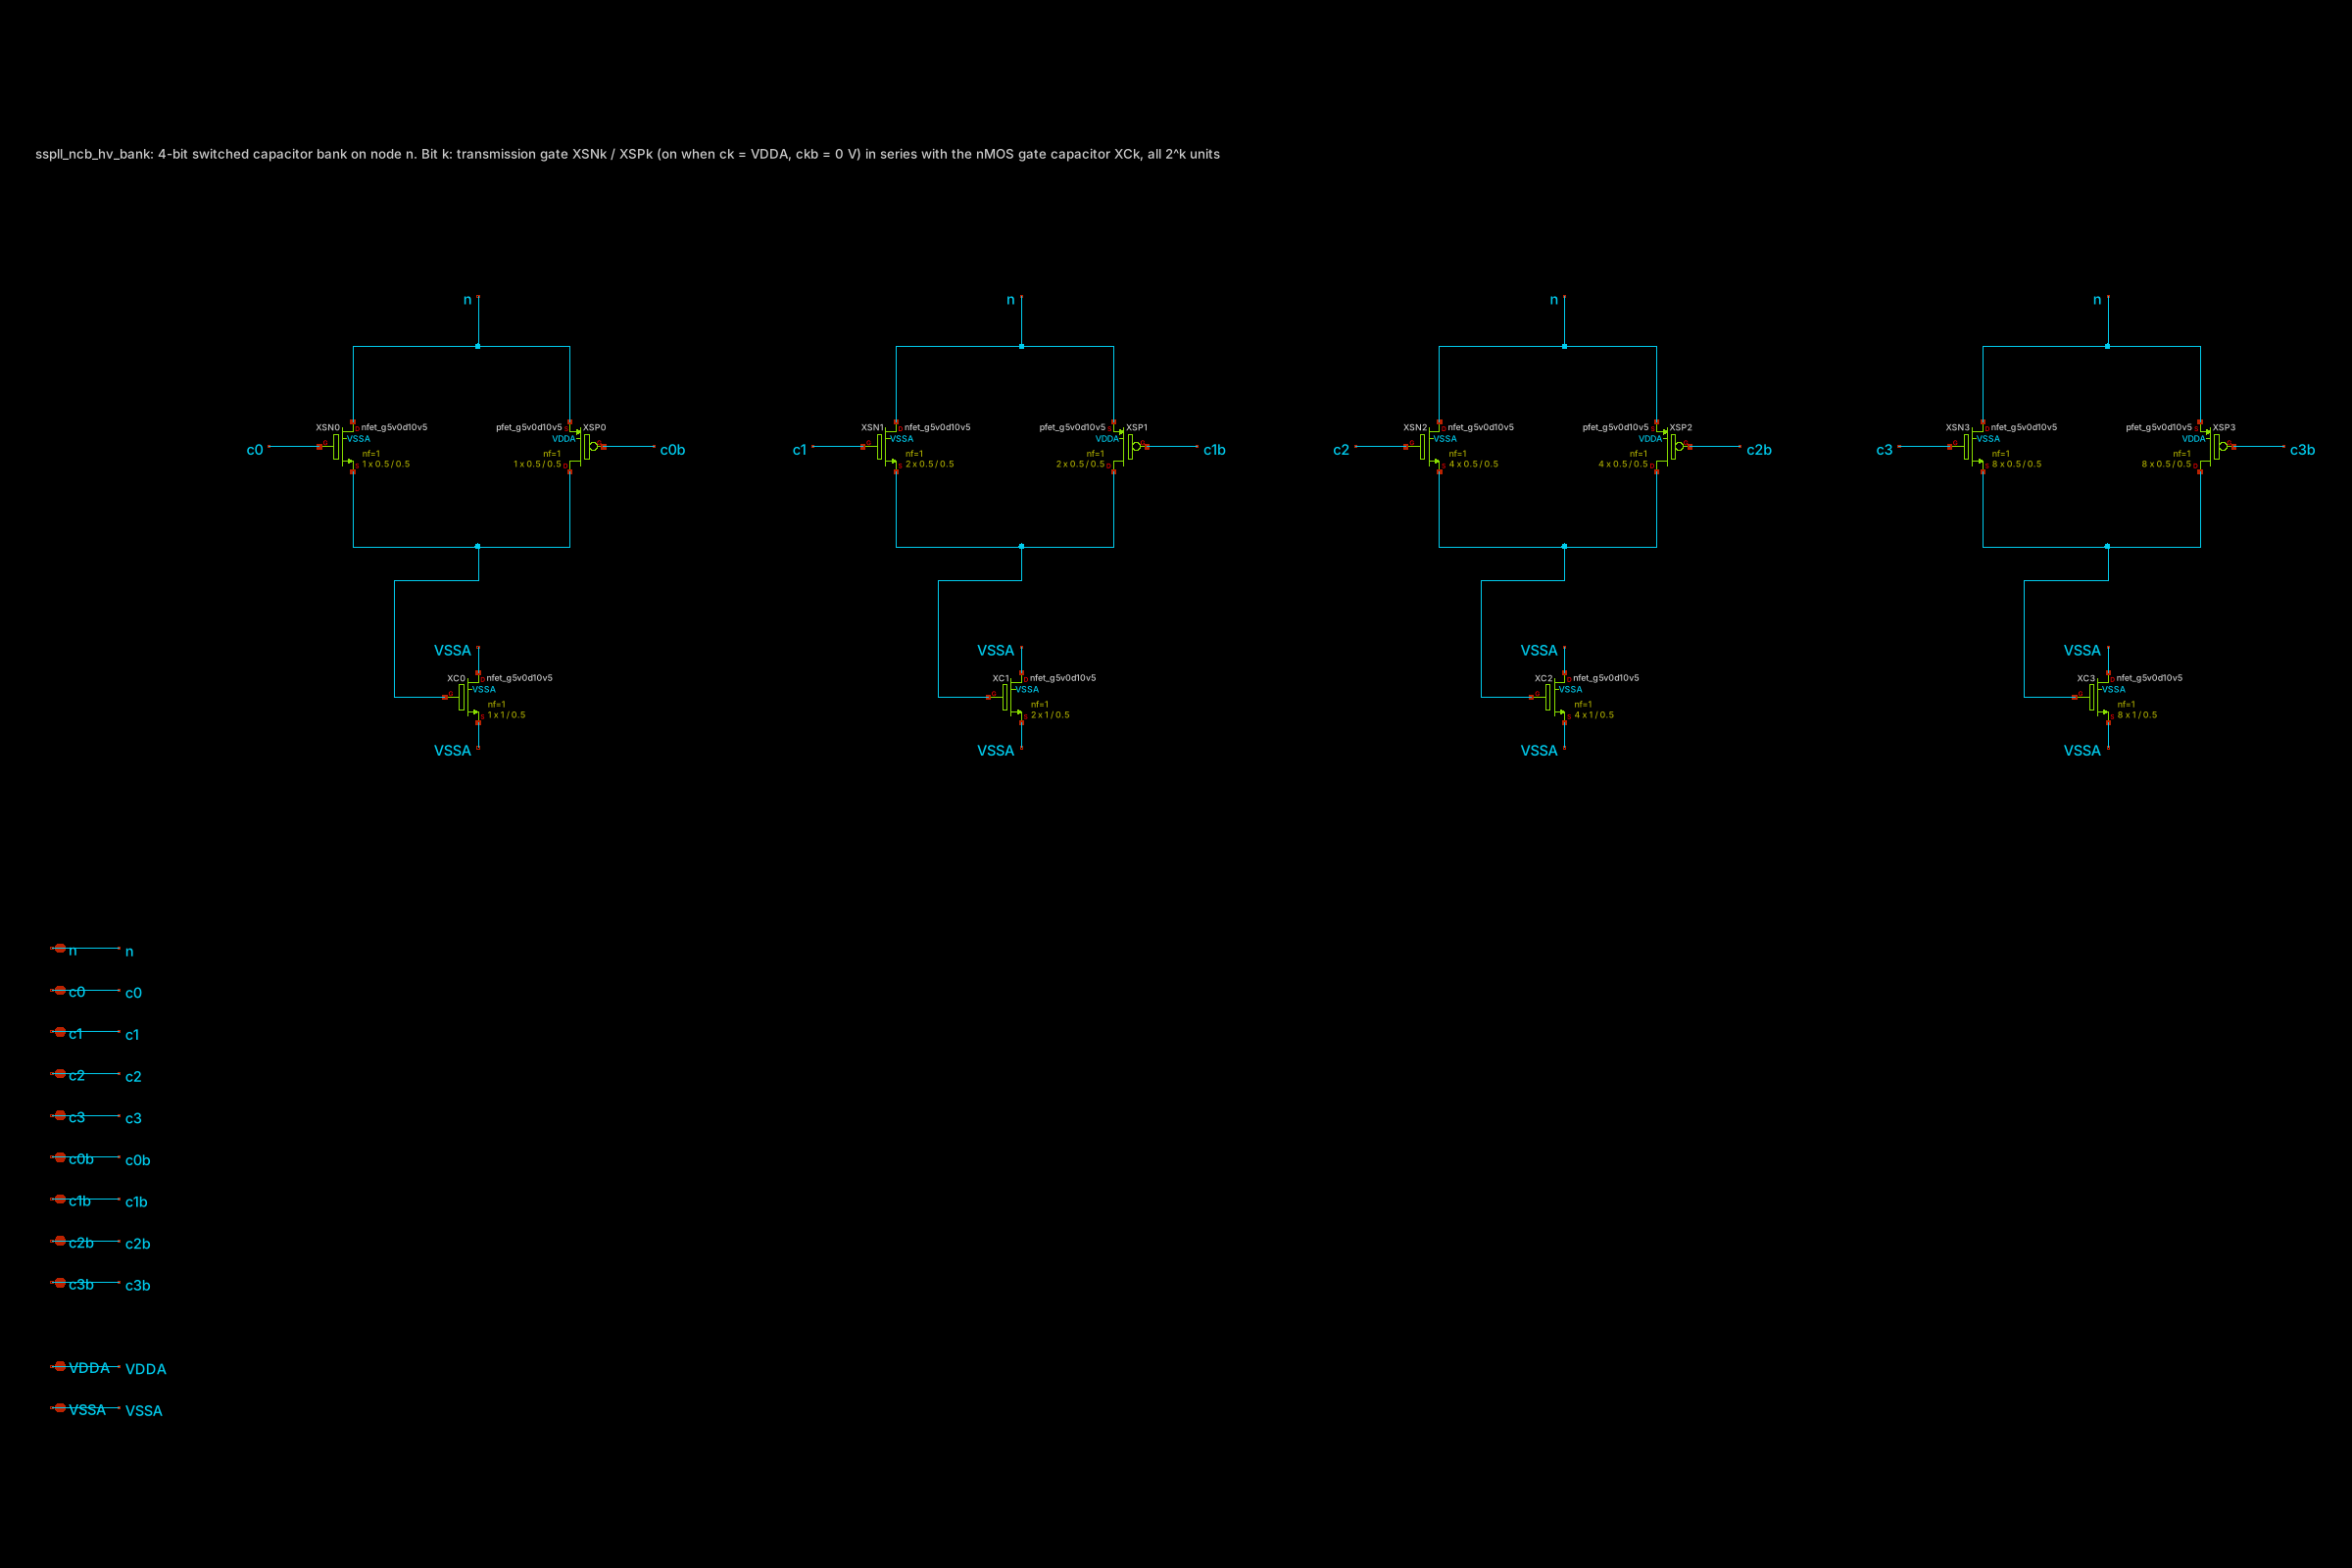 sspll_ncb_hv_bank: 4-bit switched capacitor bank on node n. Bit k: transmission gate XSNk / XSPk (on when ck = VDDA, ckb = 0 V) in series with the nMOS gate capacitor XCk, all 2^k units
n n n n
XSN0 D nfet_g5v0d10v5 pfet_g5v0d10v5 S XSP0 XSN1 D nfet_g5v0d10v5 pfet_g5v0d10v5 S XSP1 XSN2 D nfet_g5v0d10v5 pfet_g5v0d10v5 S XSP2 XSN3 D nfet_g5v0d10v5 pfet_g5v0d10v5 S XSP3
VSSA VDDA VSSA VDDA VSSA VDDA VSSA VDDA
c0 G G c0b c1 G G c1b c2 G G c2b c3 G G c3b
nf=1 nf=1 nf=1 nf=1 nf=1 nf=1 nf=1 nf=1
S 1 x 0.5 / 0.5 1 x 0.5 / 0.5 D S 2 x 0.5 / 0.5 2 x 0.5 / 0.5 D S 4 x 0.5 / 0.5 4 x 0.5 / 0.5 D S 8 x 0.5 / 0.5 8 x 0.5 / 0.5 D
VSSA VSSA VSSA VSSA
XC0 D nfet_g5v0d10v5 XC1 D nfet_g5v0d10v5 XC2 D nfet_g5v0d10v5 XC3 D nfet_g5v0d10v5
VSSA VSSA VSSA VSSA
G G G G
nf=1 nf=1 nf=1 nf=1
S 1 x 1 / 0.5 S 2 x 1 / 0.5 S 4 x 1 / 0.5 S 8 x 1 / 0.5
VSSA VSSA VSSA VSSA
n n
c0 c0
c1 c1
c2 c2
c3 c3
c0b c0b
c1b c1b
c2b c2b
c3b c3b
VDDA VDDA
VSSA VSSA